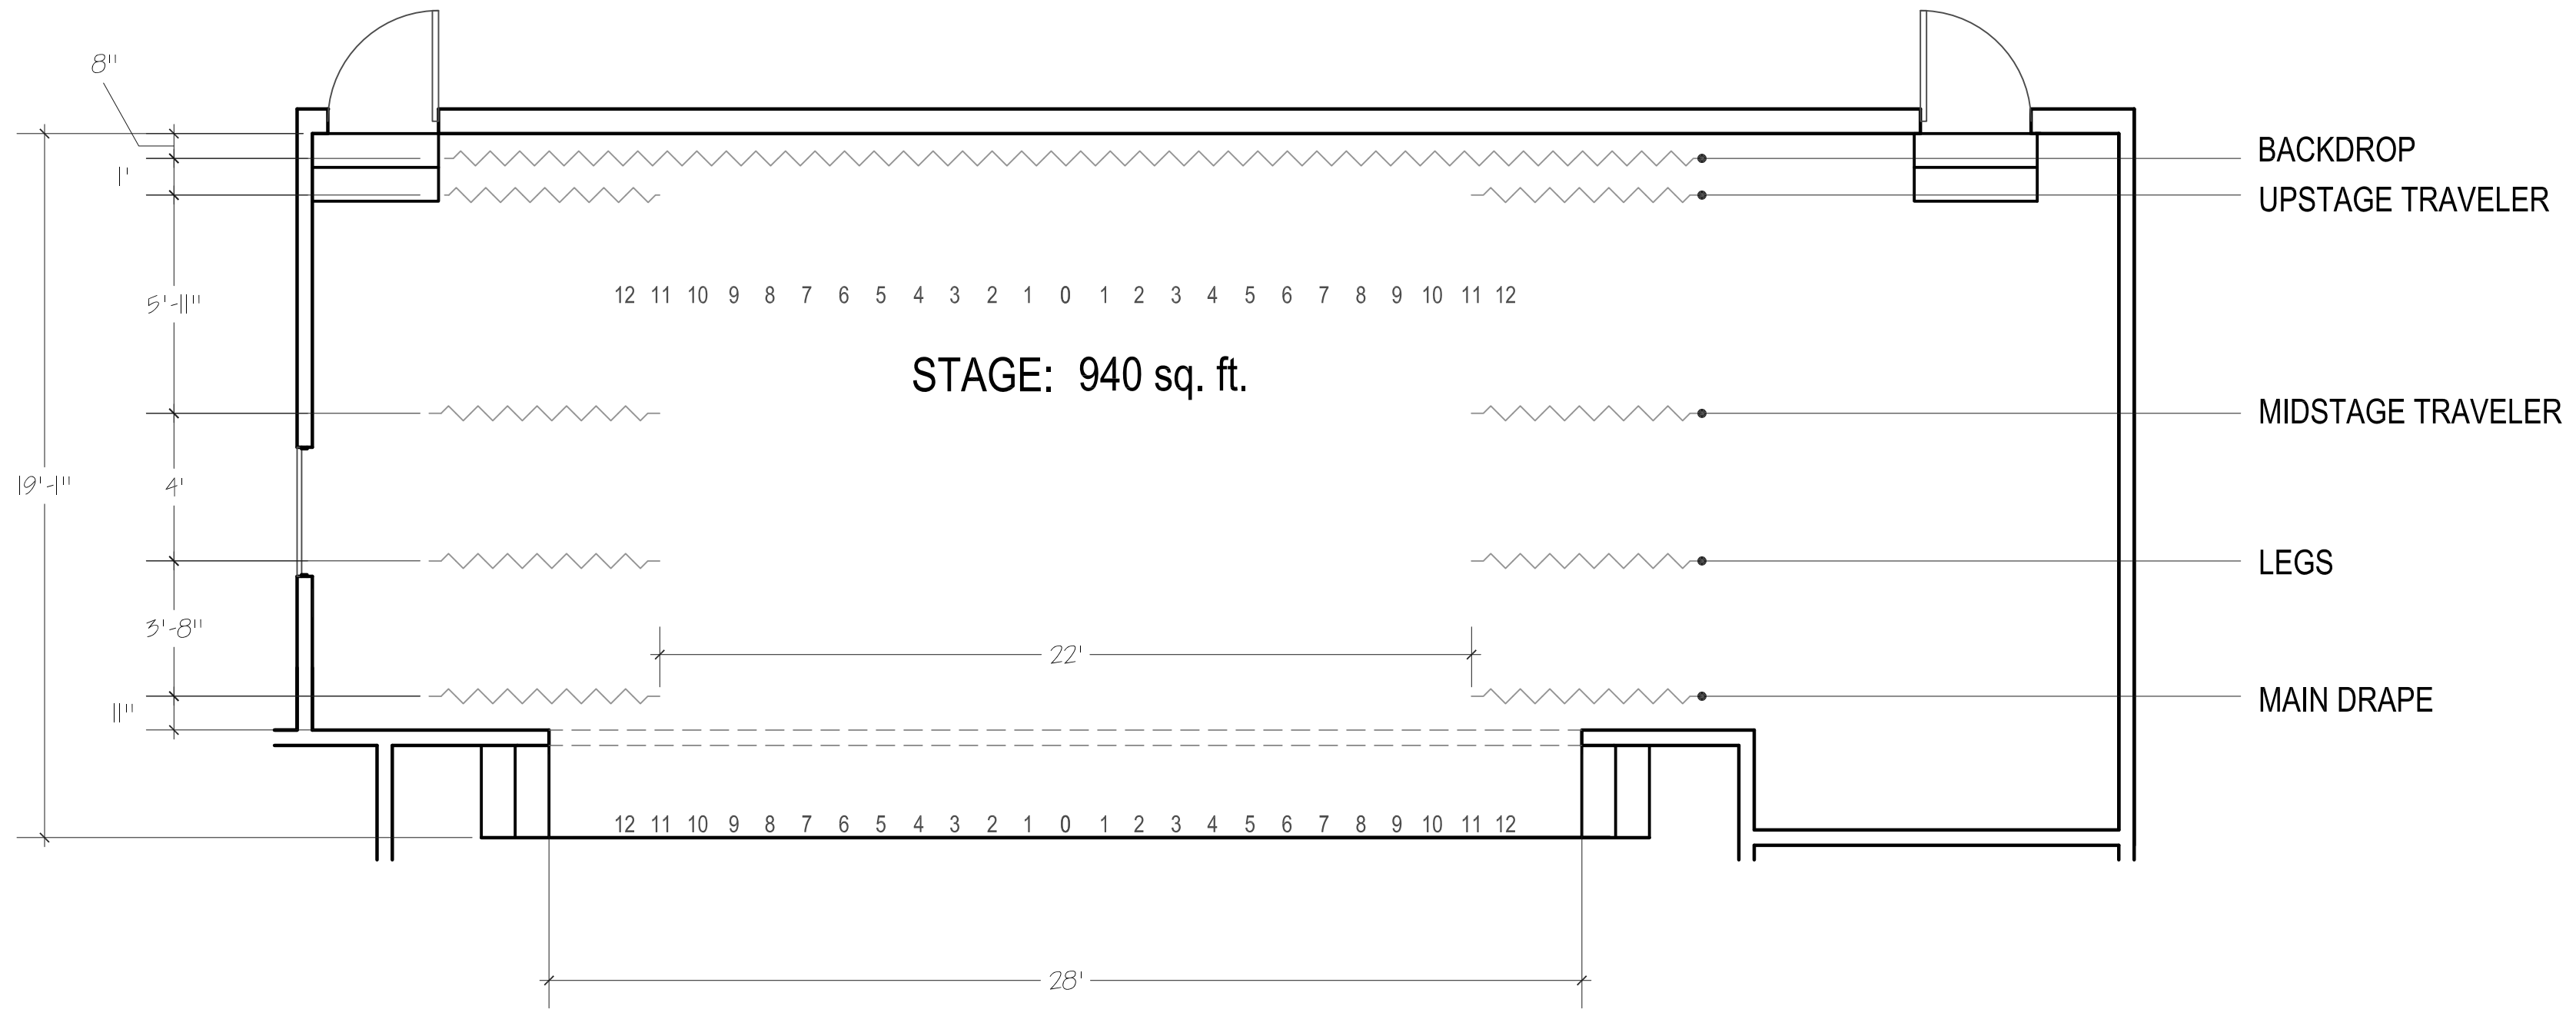 8"
BACKDROP
1'
UPSTAGE TRAVELER
5'-11"
12 11 10 9 8 7 6 5 4 3 2 1 0 1 2 3 4 5 6 7 8 9 10 11 12
STAGE: 940 sq. ft.
MIDSTAGE TRAVELER
19'-1"
4'
LEGS
3'-8"
22'
MAIN DRAPE
11"
12 11 10 9 8 7 6 5 4 3 2 1 0 1 2 3 4 5 6 7 8 9 10 11 12
28'